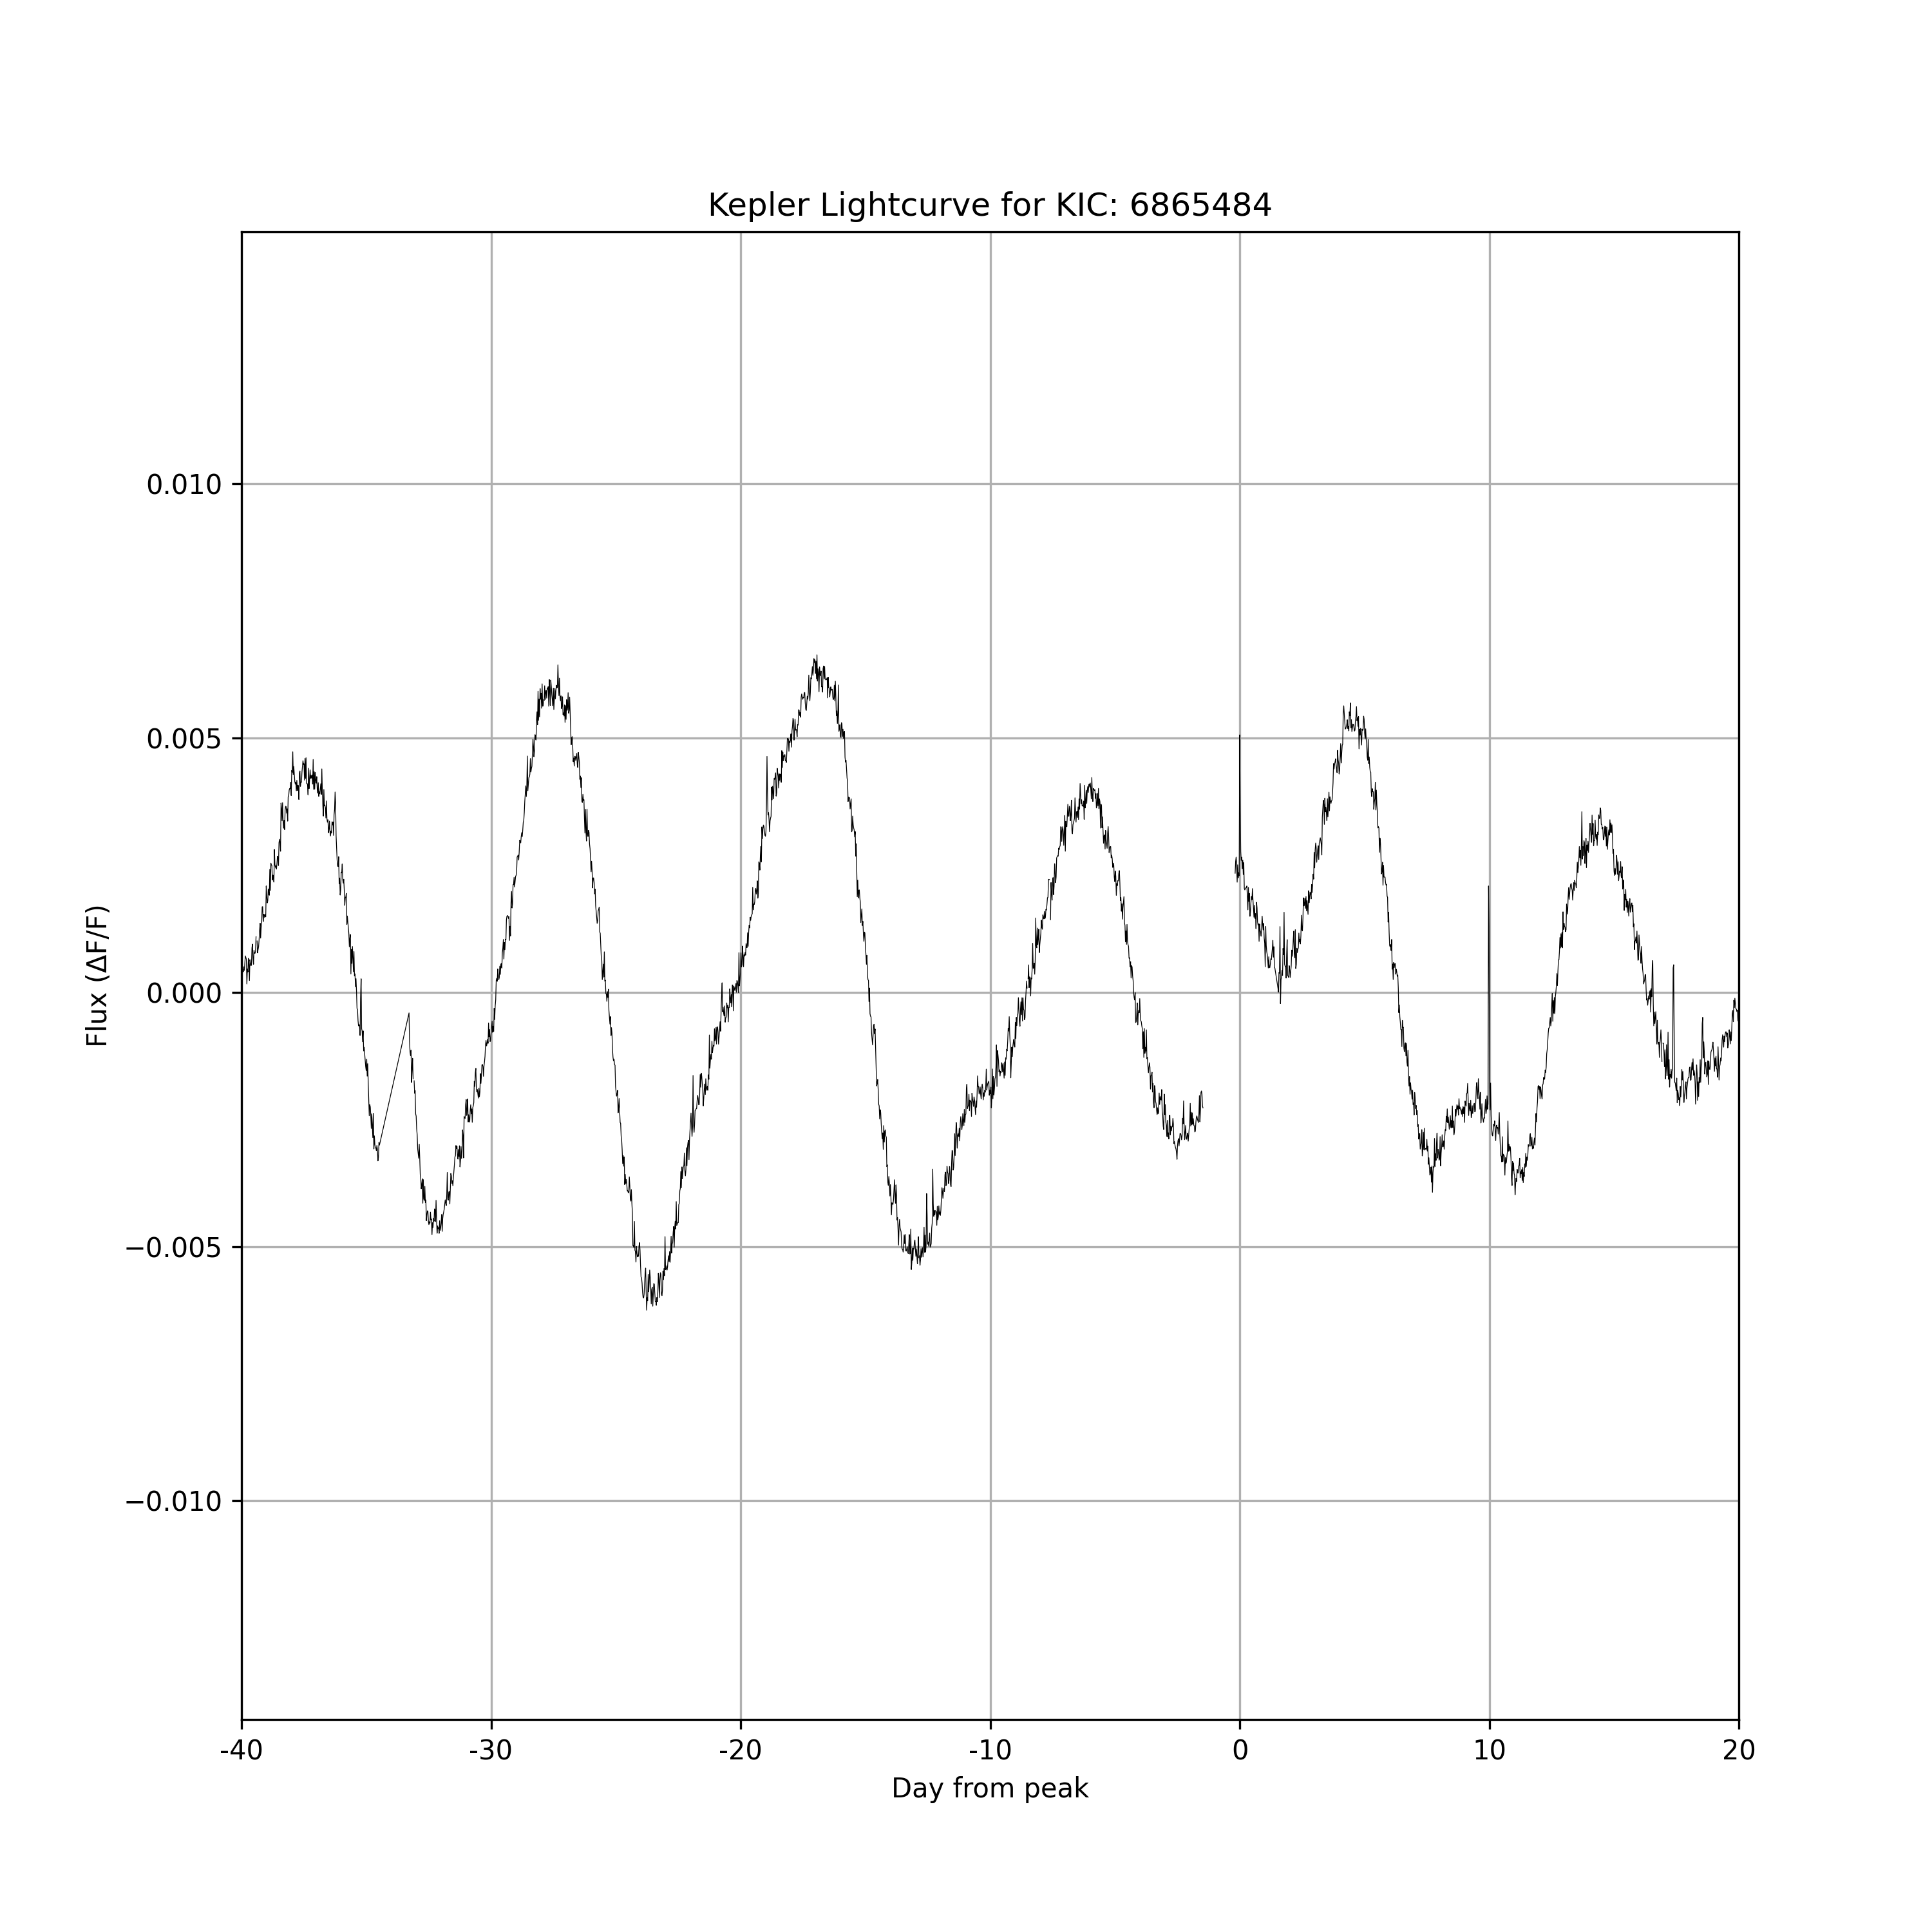 Kepler Lightcurve for KIC: 6865484
Flux (ΔF/F)
0.010
0.005
0.000
−0.005
−0.010
-40 -30 -20 -10 0 10 20
Day from peak